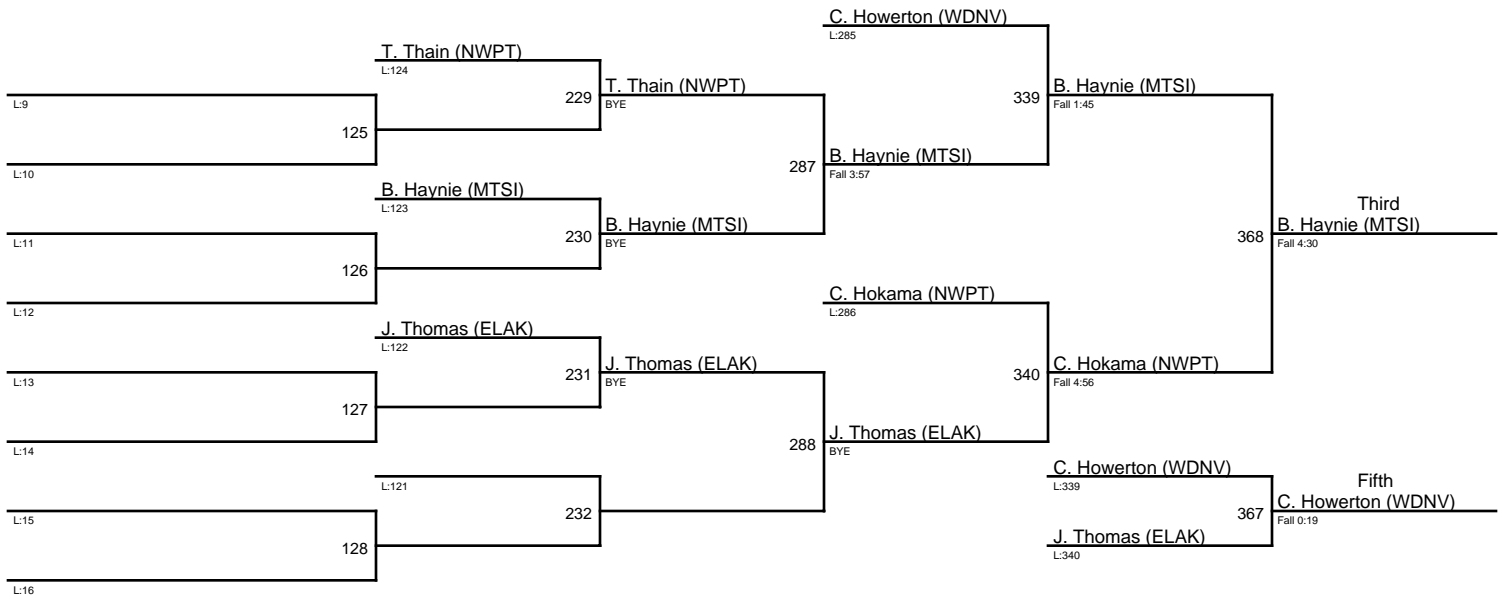 C. Howerton (WDNV)
L:285
T. Thain (NWPT)
L:124
229
T. Thain (NWPT)
BYE
339
B. Haynie (MTSI)
Fall 1:45
L:9
125
L:10
287
B. Haynie (MTSI)
Fall 3:57
B. Haynie (MTSI)
L:123
L:11
230
B. Haynie (MTSI)
BYE
368
Third
B. Haynie (MTSI)
Fall 4:30
126
L:12
C. Hokama (NWPT)
L:286
J. Thomas (ELAK)
L:122
L:13
231
J. Thomas (ELAK)
BYE
340
C. Hokama (NWPT)
Fall 4:56
127
L:14
288
J. Thomas (ELAK)
BYE
L:121
C. Howerton (WDNV)
L:339
L:15
232
367
Fifth
C. Howerton (WDNV)
Fall 0:19
128
J. Thomas (ELAK)
L:340
L:16